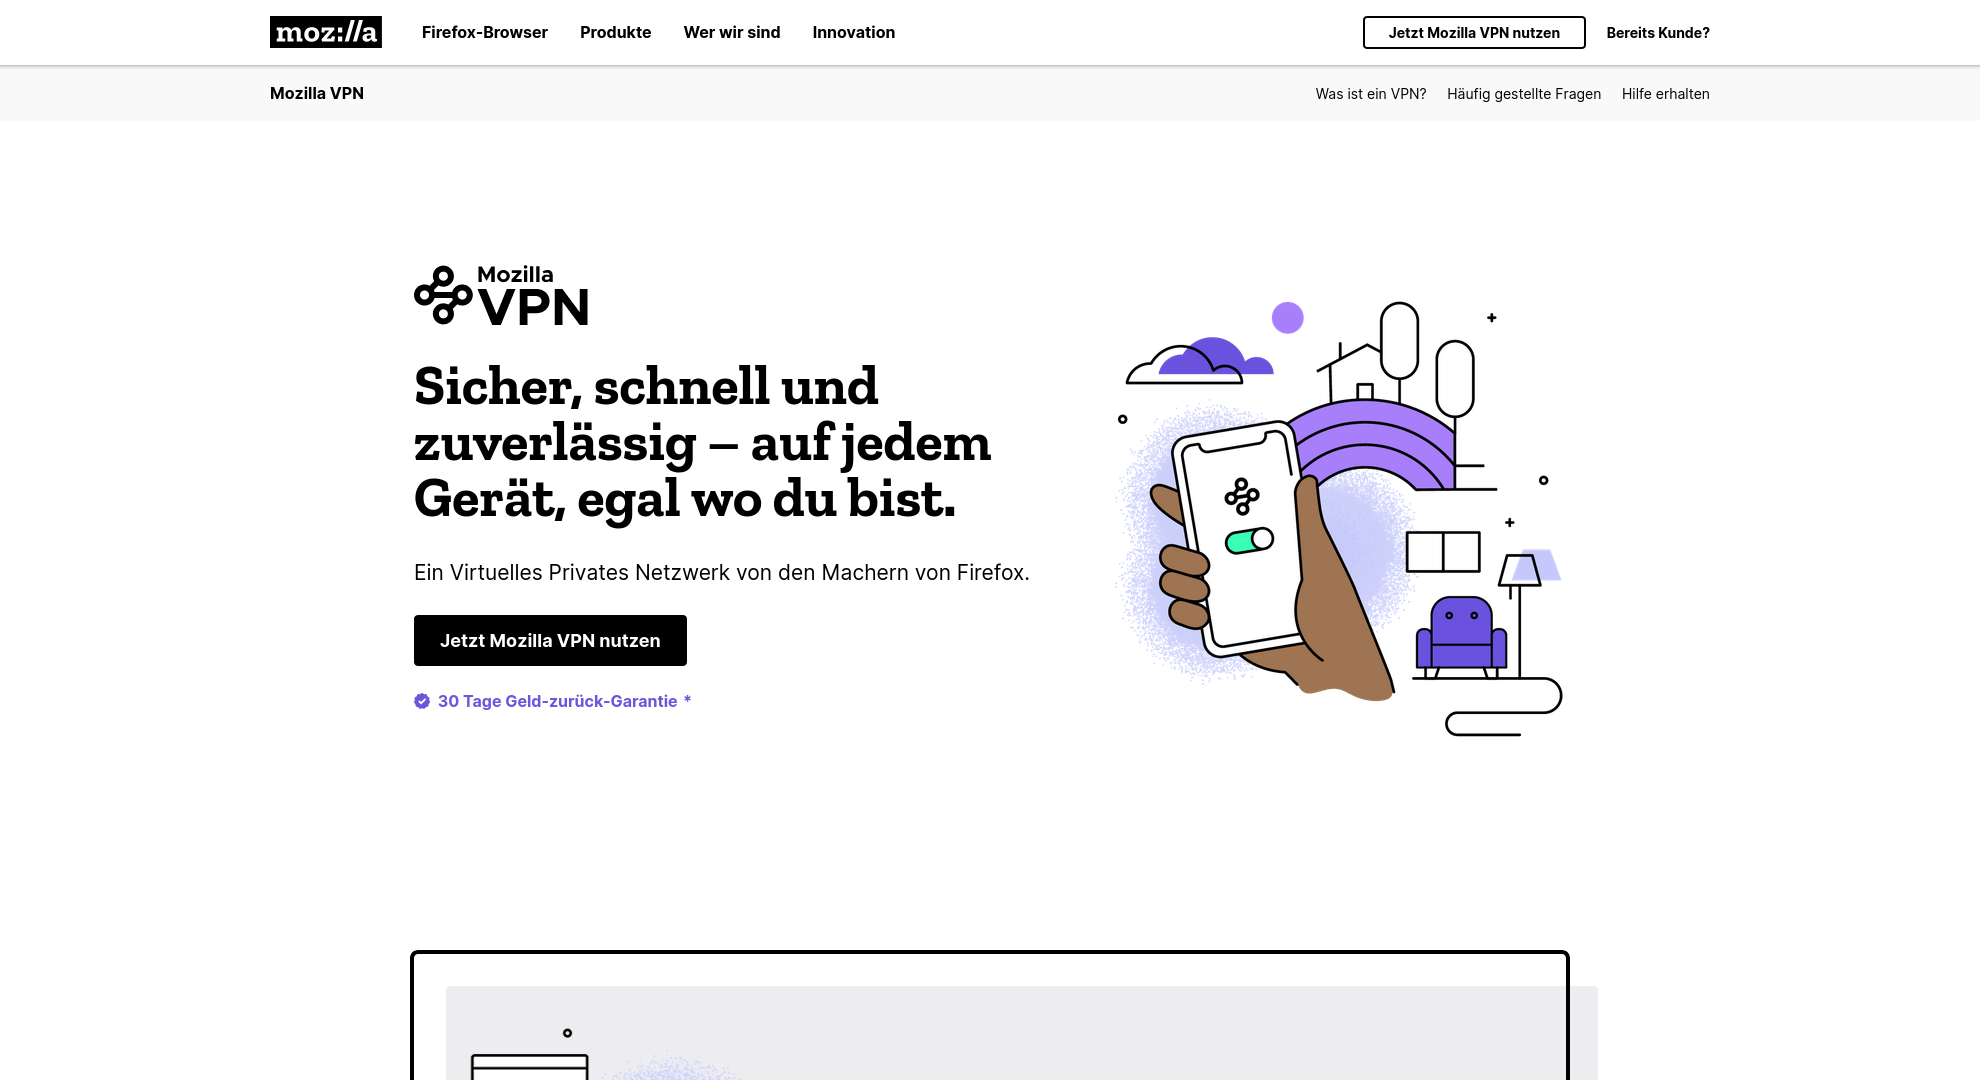 moz://a
Firefox-Browser Produkte Wer wir sind Innovation
Jetzt Mozilla VPN nutzen Bereits Kunde?
Mozilla VPN
Was ist ein VPN? Häufig gestellte Fragen Hilfe erhalten
Mozilla
VPN
Sicher, schnell und
zuverlässig – auf jedem
Gerät, egal wo du bist.
Ein Virtuelles Privates Netzwerk von den Machern von Firefox.
Jetzt Mozilla VPN nutzen
30 Tage Geld-zurück-Garantie *